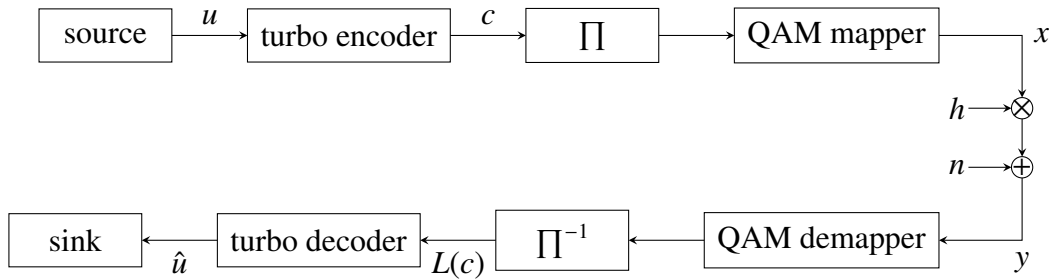 u c
source turbo encoder ∏ QAM mapper x
h
n
sink turbo decoder ∏⁻¹ QAM demapper
û L(c) y